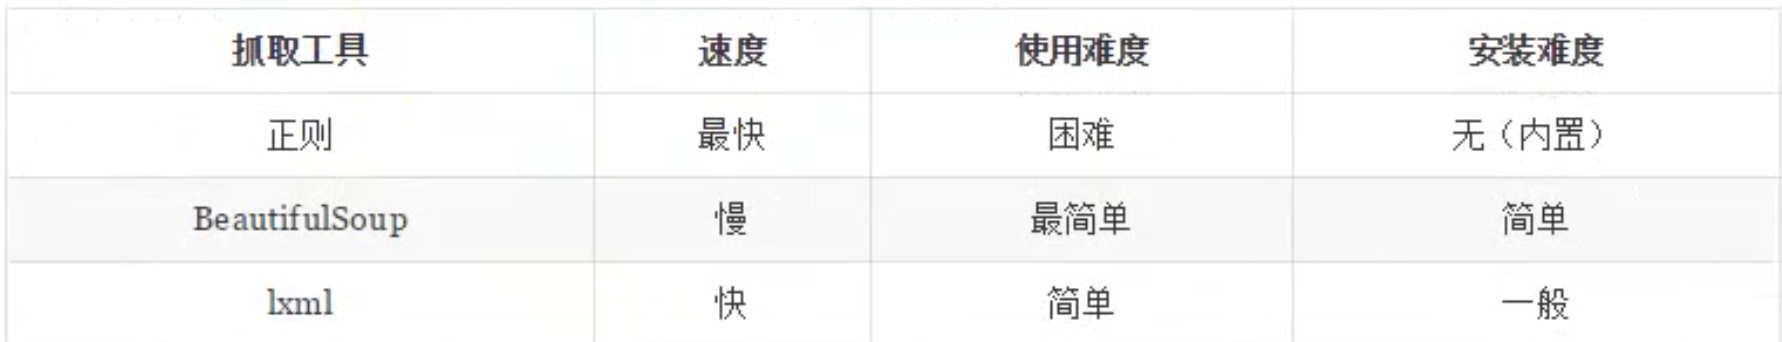 抓取工具 速度 使用难度 安装难度
正则 最快 困难 无（内置）
BeautifulSoup 慢 最简单 简单
lxml 快 简单 一般